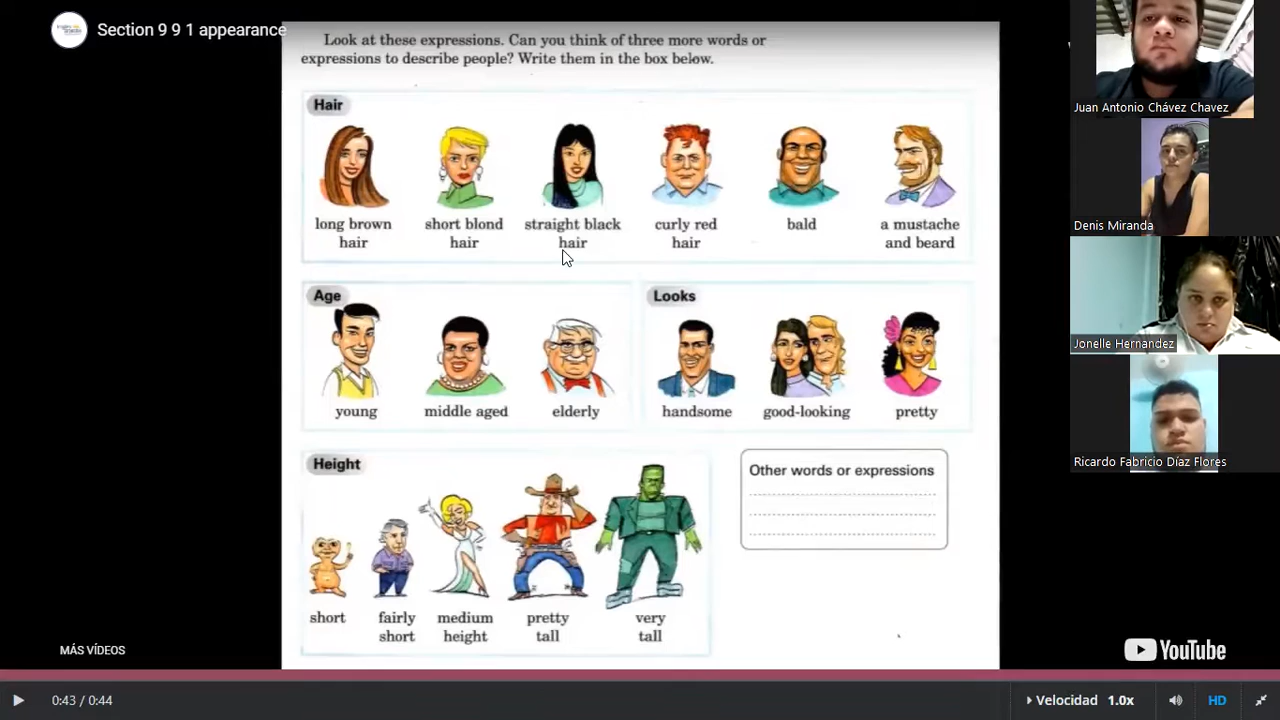 Section 9 9 1 appearance
Look at these expressions. Can you think of three more words or
expressions to describe people? Write them in the box below.
Hair
long brown
hair
short blond
hair
straight black
hair
curly red
hair
bald
a mustache
and beard
Age
young
middle aged
elderly
Looks
handsome
good-looking
pretty
Height
short
fairly
short
medium
height
pretty
tall
very
tall
Other words or expressions
Juan Antonio Chávez Chavez
Denis Miranda
Jonelle Hernandez
Ricardo Fabricio Díaz Flores
MÁS VÍDEOS
YouTube
0:43 / 0:44
Velocidad 1.0x
HD